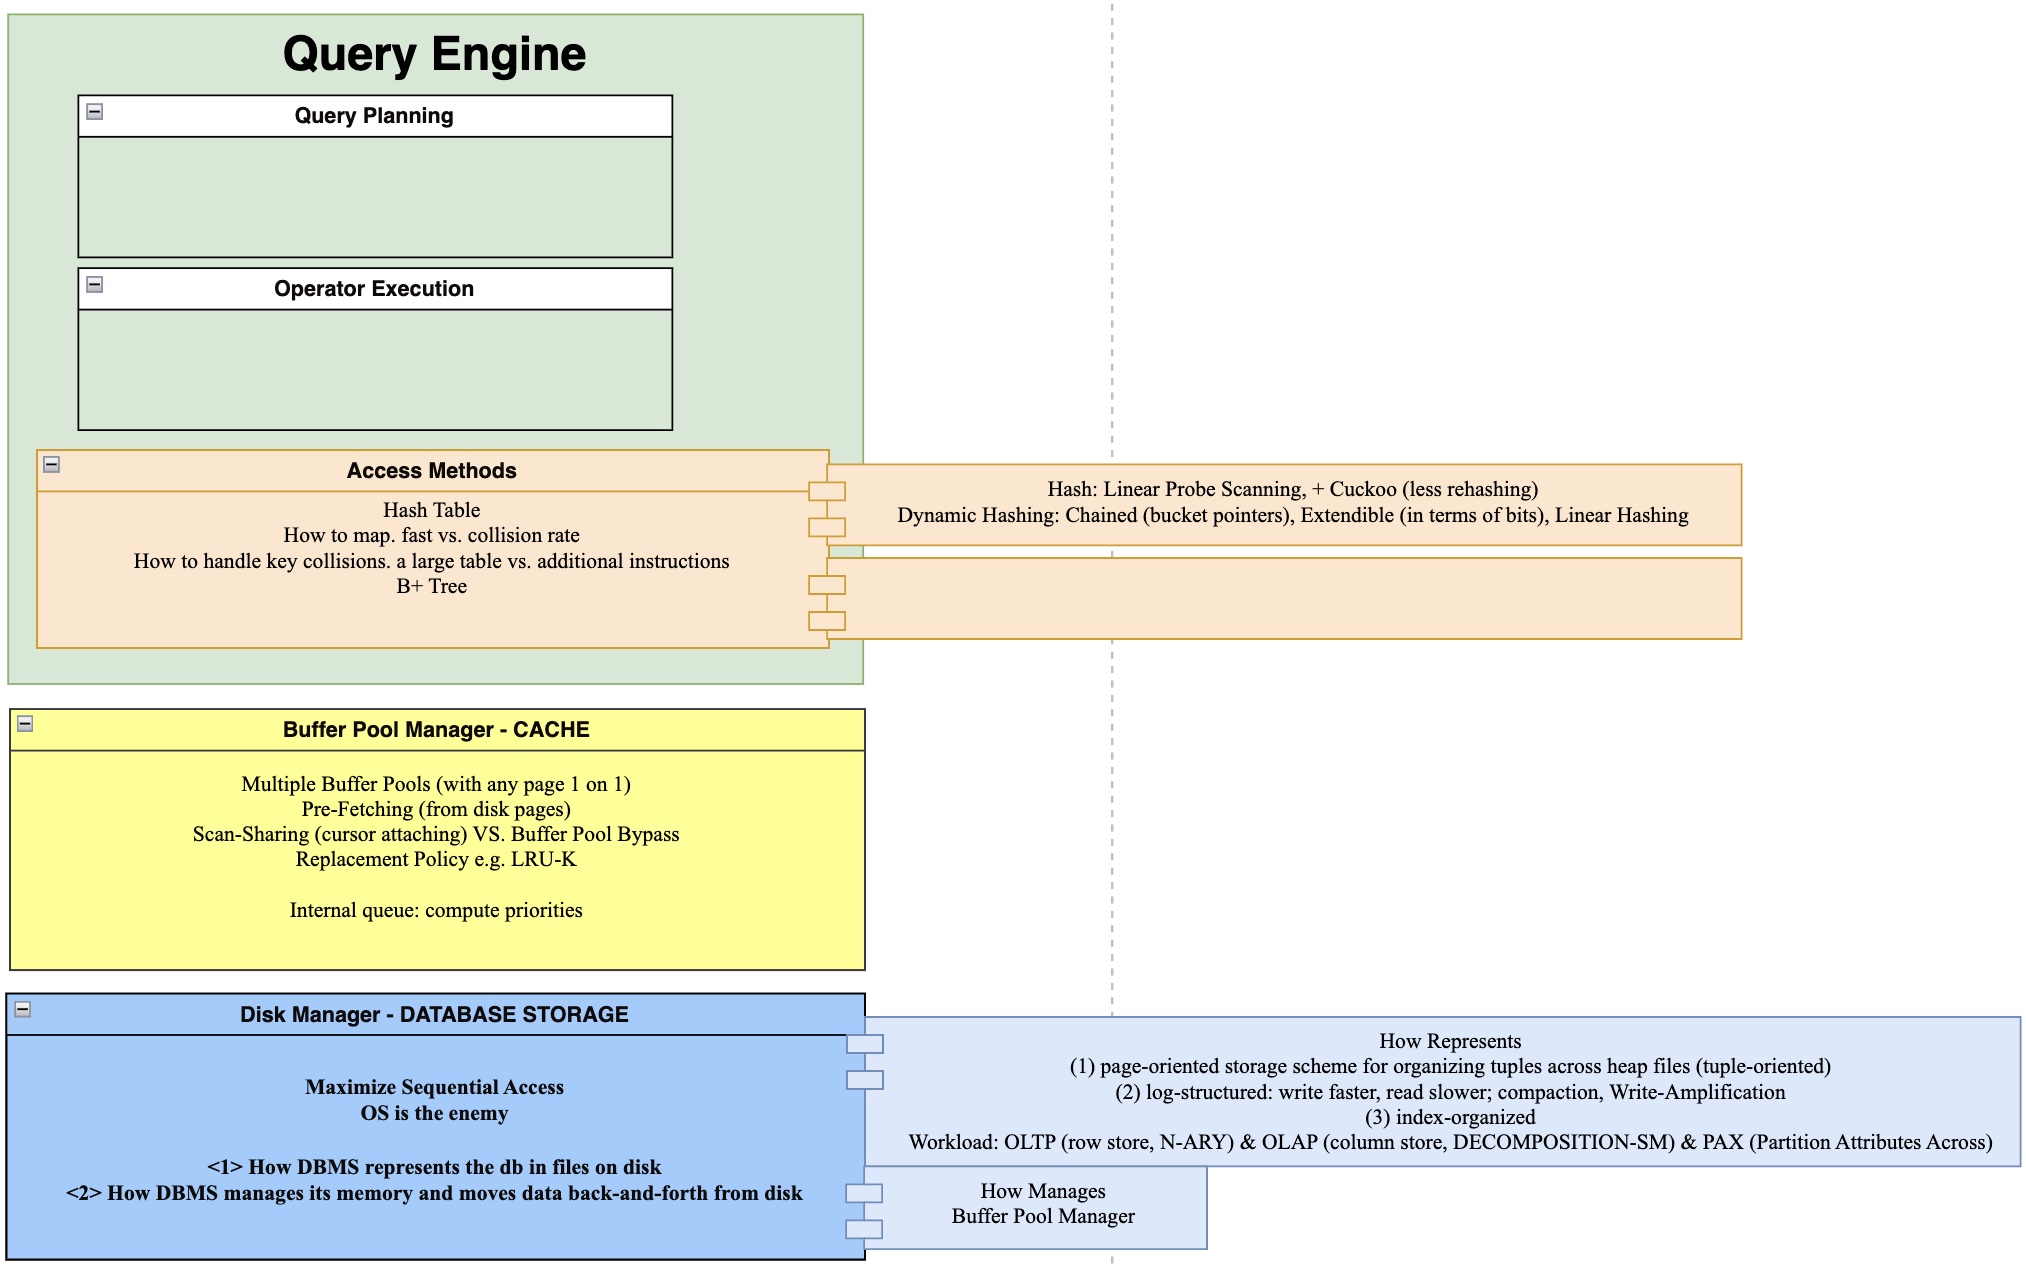 Query Engine
Query Planning
Operator Execution
Access Methods
Hash Table
How to map. fast vs. collision rate
How to handle key collisions. a large table vs. additional instructions
B+ Tree
Hash: Linear Probe Scanning, + Cuckoo (less rehashing)
Dynamic Hashing: Chained (bucket pointers), Extendible (in terms of bits), Linear Hashing
Buffer Pool Manager - CACHE
Multiple Buffer Pools (with any page 1 on 1)
Pre-Fetching (from disk pages)
Scan-Sharing (cursor attaching) VS. Buffer Pool Bypass
Replacement Policy e.g. LRU-K
Internal queue: compute priorities
Disk Manager - DATABASE STORAGE
Maximize Sequential Access
OS is the enemy
<1> How DBMS represents the db in files on disk
<2> How DBMS manages its memory and moves data back-and-forth from disk
How Represents
(1) page-oriented storage scheme for organizing tuples across heap files (tuple-oriented)
(2) log-structured: write faster, read slower; compaction, Write-Amplification
(3) index-organized
Workload: OLTP (row store, N-ARY) & OLAP (column store, DECOMPOSITION-SM) & PAX (Partition Attributes Across)
How Manages
Buffer Pool Manager